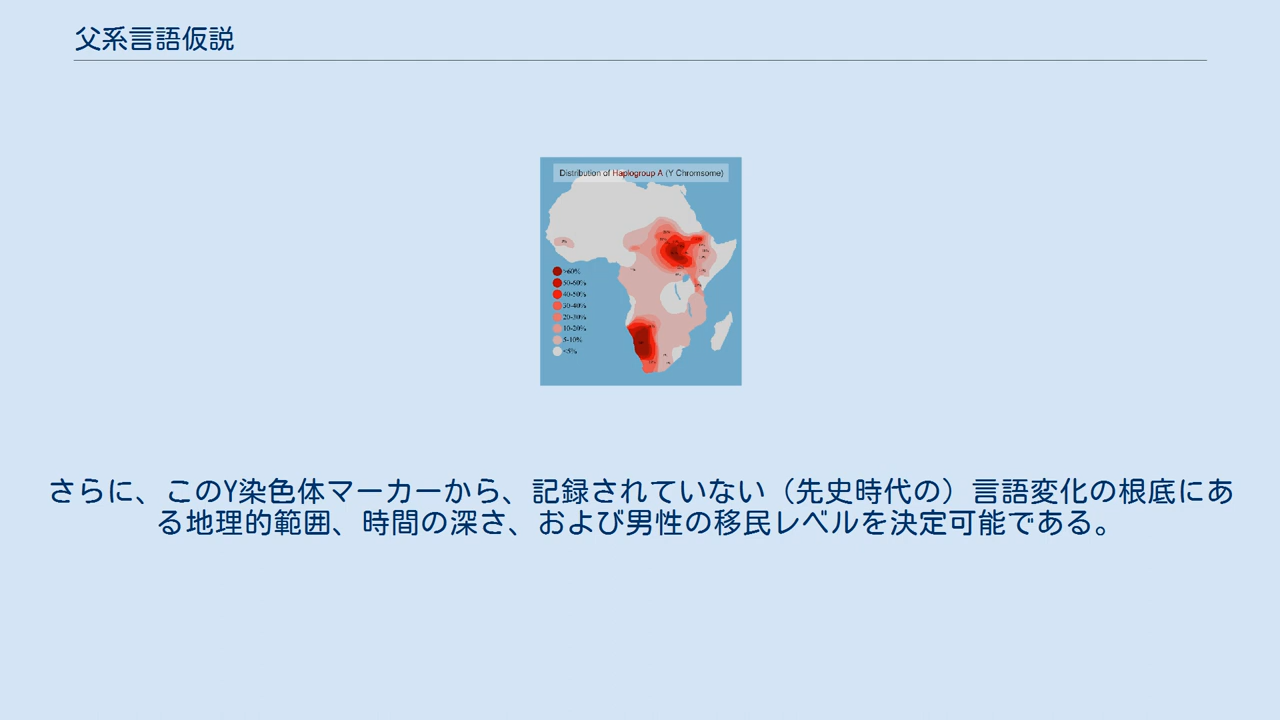 父系言語仮説
Distribution of Haplogroup A (Y Chromsome)
>60%
50-60%
40-50%
30-40%
20-30%
10-20%
5-10%
<5%
さらに、このY染色体マーカーから、記録されていない（先史時代の）言語変化の根底にあ
る地理的範囲、時間の深さ、および男性の移民レベルを決定可能である。